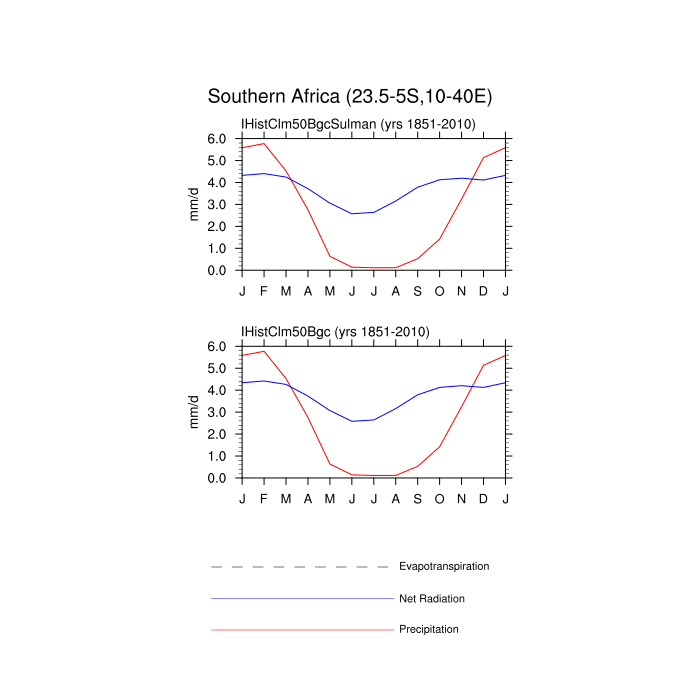 Southern Africa (23.5-5S,10-40E)
IHistClm50BgcSulman (yrs 1851-2010)
6.0
5.0
4.0
3.0
2.0
1.0
0.0
mm/d
J F M A M J J A S O N D J
IHistClm50Bgc (yrs 1851-2010)
6.0
5.0
4.0
3.0
2.0
1.0
0.0
mm/d
J F M A M J J A S O N D J
Evapotranspiration
Net Radiation
Precipitation